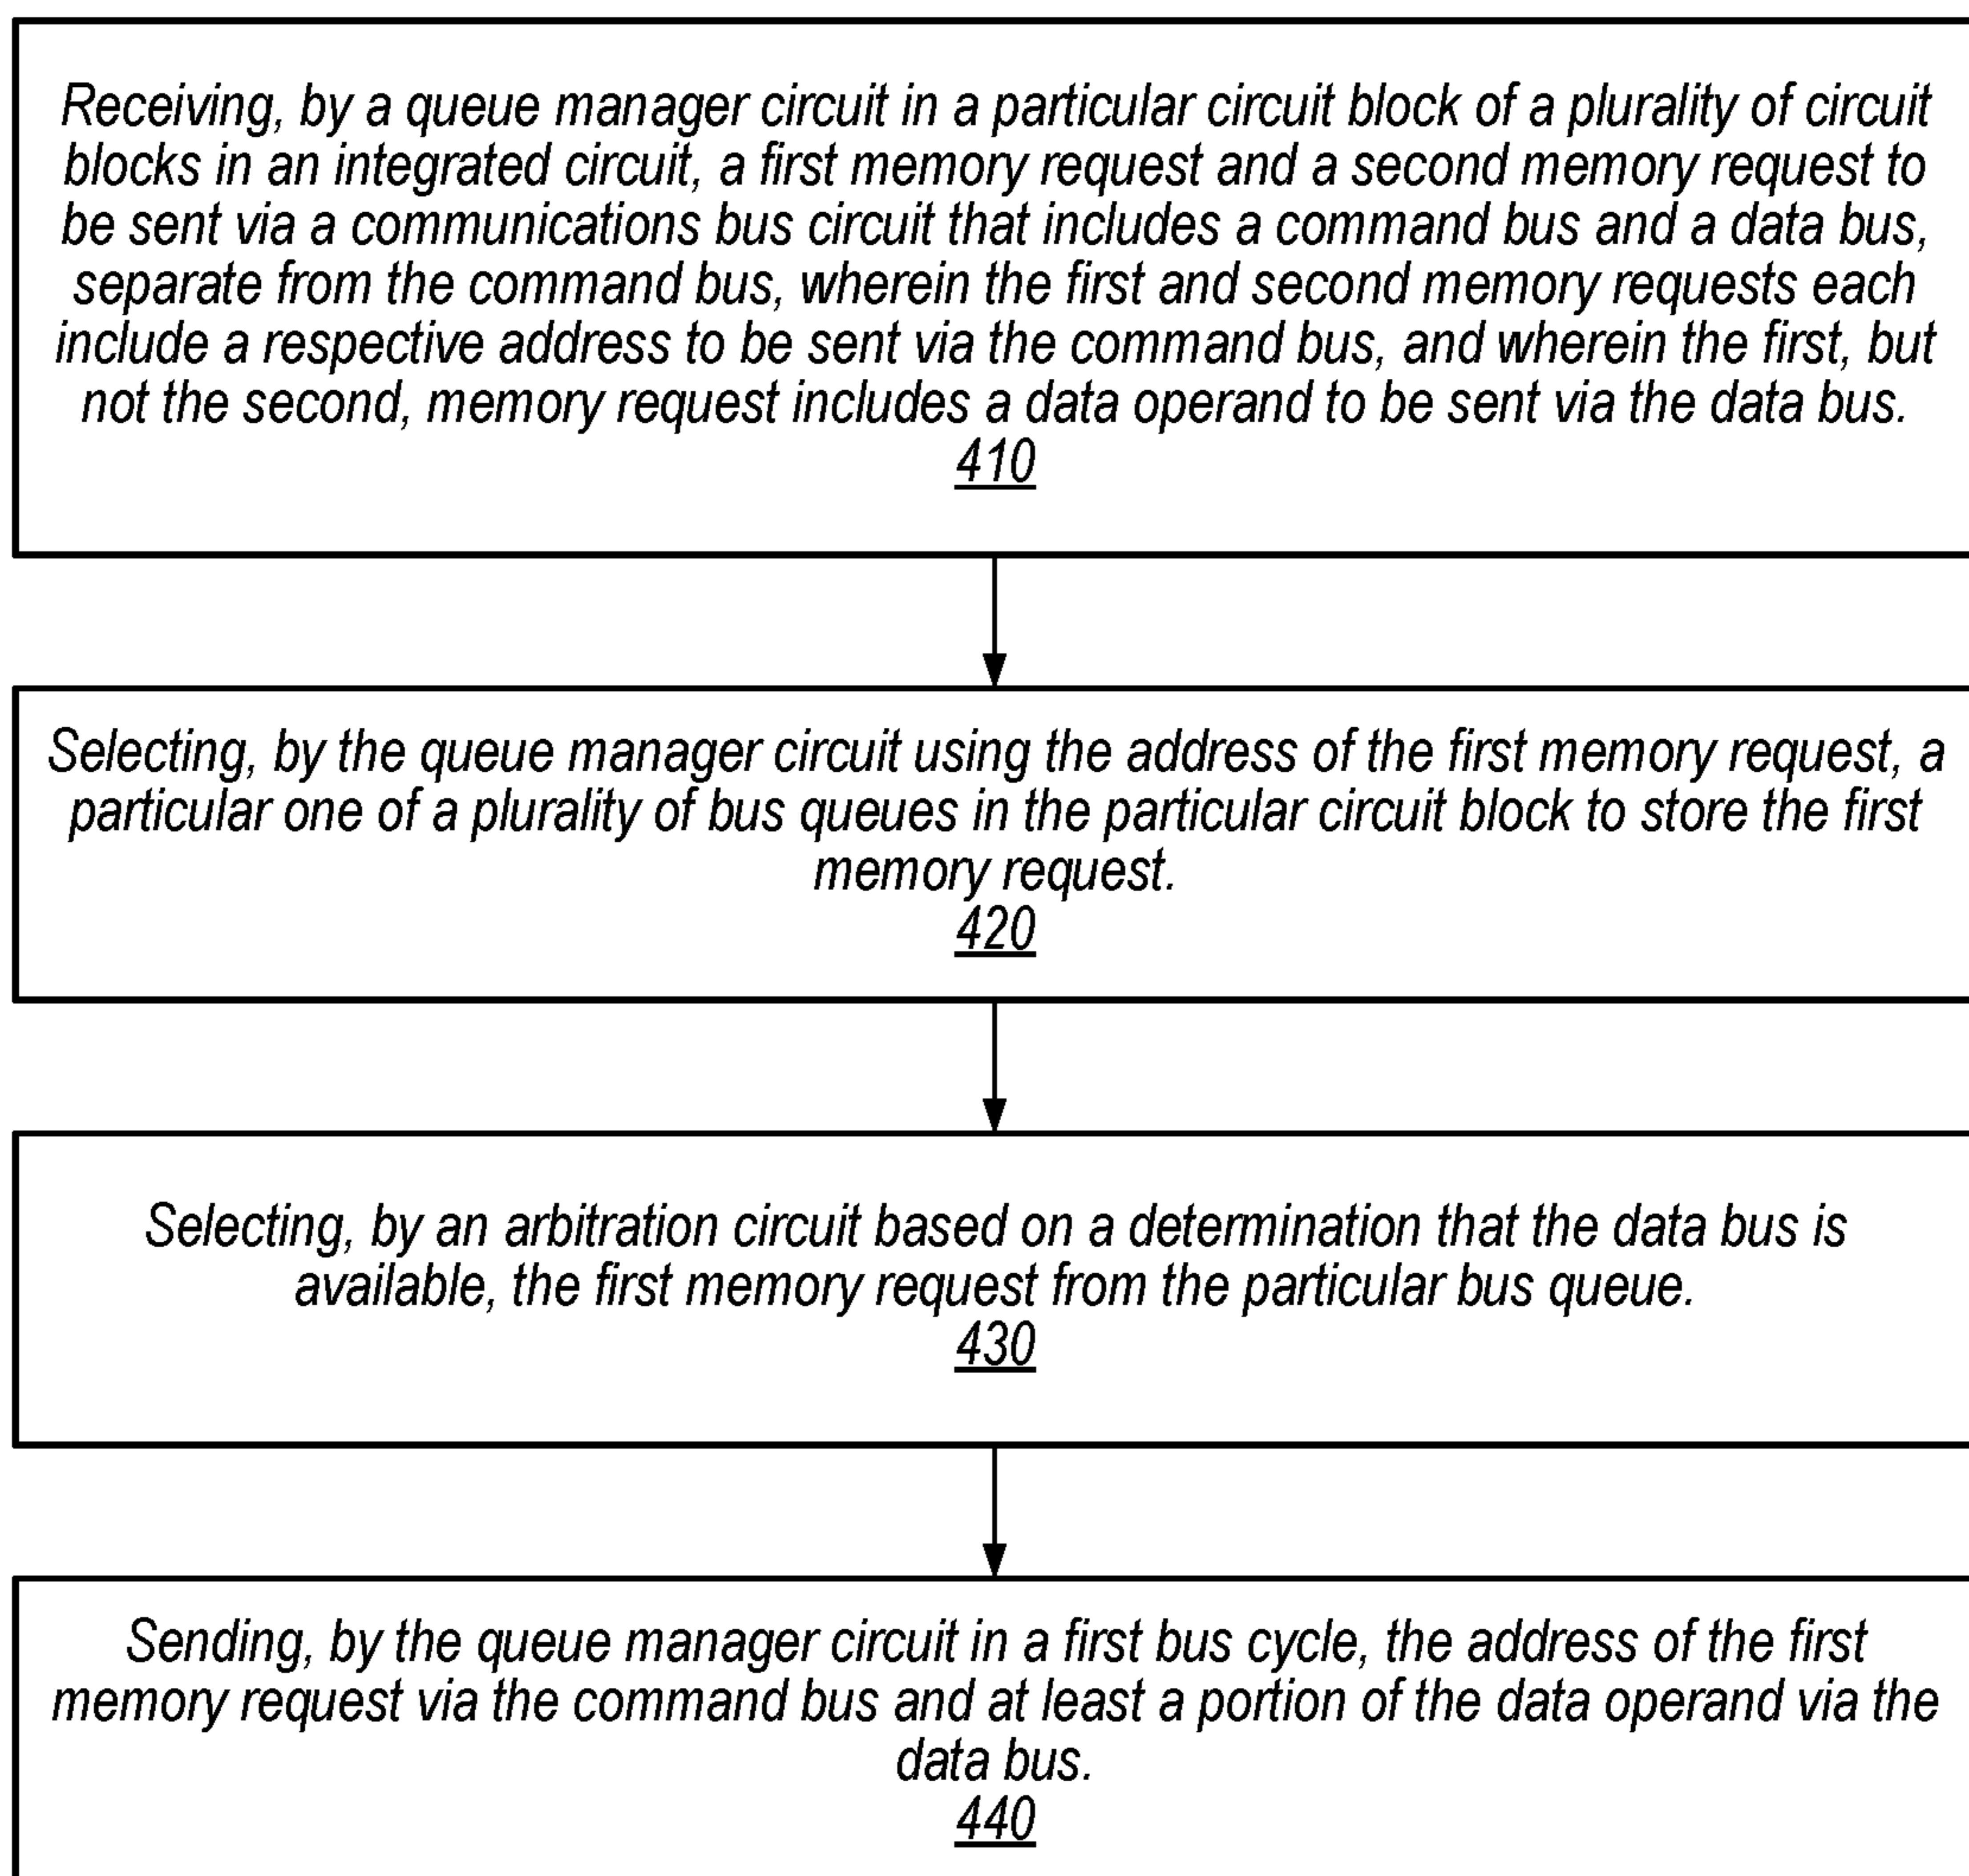 Receiving, by a queue manager circuit in a particular circuit block of a plurality of circuit
blocks in an integrated circuit, a first memory request and a second memory request to
be sent via a communications bus circuit that includes a command bus and a data bus,
separate from the command bus, wherein the first and second memory requests each
include a respective address to be sent via the command bus, and wherein the first, but
not the second, memory request includes a data operand to be sent via the data bus.
410
Selecting, by the queue manager circuit using the address of the first memory request, a
particular one of a plurality of bus queues in the particular circuit block to store the first
memory request.
420
Selecting, by an arbitration circuit based on a determination that the data bus is
available, the first memory request from the particular bus queue.
430
Sending, by the queue manager circuit in a first bus cycle, the address of the first
memory request via the command bus and at least a portion of the data operand via the
data bus.
440